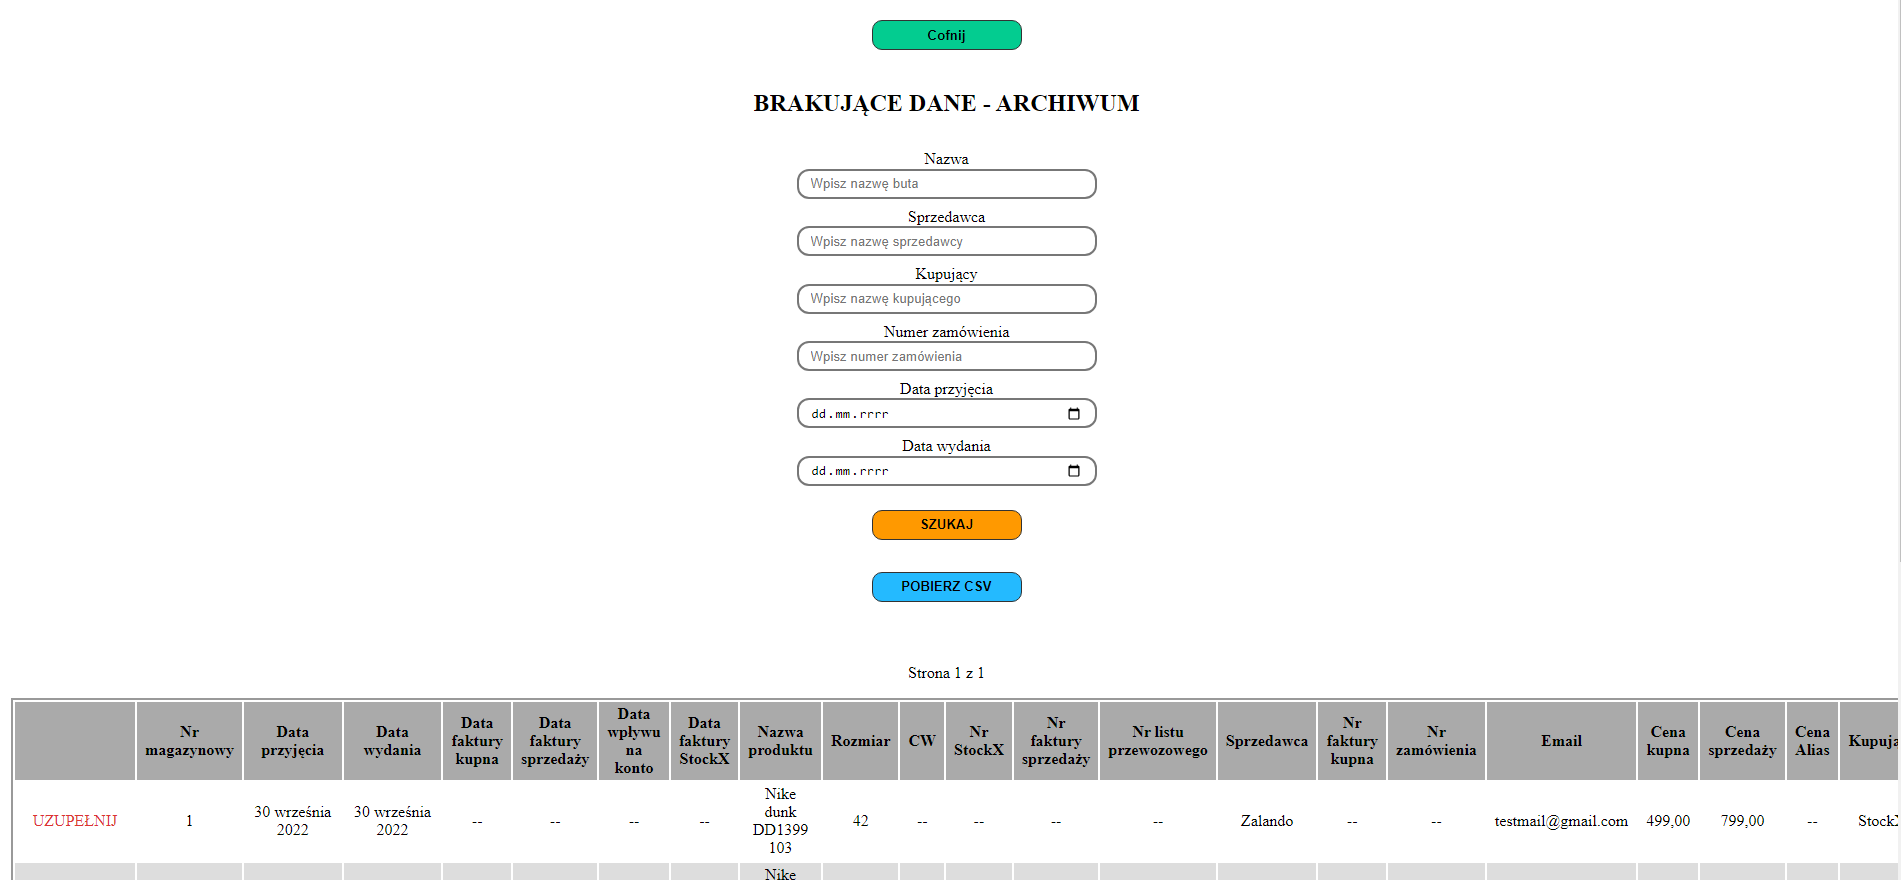 Cofnij
BRAKUJĄCE DANE - ARCHIWUM
Nazwa
Wpisz nazwę buta
Sprzedawca
Wpisz nazwę sprzedawcy
Kupujący
Wpisz nazwę kupującego
Numer zamówienia
Wpisz numer zamówienia
Data przyjęcia
dd.mm.rrrr
Data wydania
dd.mm.rrrr
SZUKAJ
POBIERZ CSV
Strona 1 z 1
Nr magazynowy
Data przyjęcia
Data wydania
Data faktury kupna
Data faktury sprzedaży
Data wpływu na konto
Data faktury StockX
Nazwa produktu
Rozmiar
CW
Nr StockX
Nr faktury sprzedaży
Nr listu przewozowego
Sprzedawca
Nr faktury kupna
Nr zamówienia
Email
Cena kupna
Cena sprzedaży
Cena Alias
Kupuja
UZUPEŁNIJ
1
30 września 2022
30 września 2022
--
--
--
--
Nike dunk DD1399 103
42
--
--
--
--
Zalando
--
--
testmail@gmail.com
499,00
799,00
--
StockX
Nike